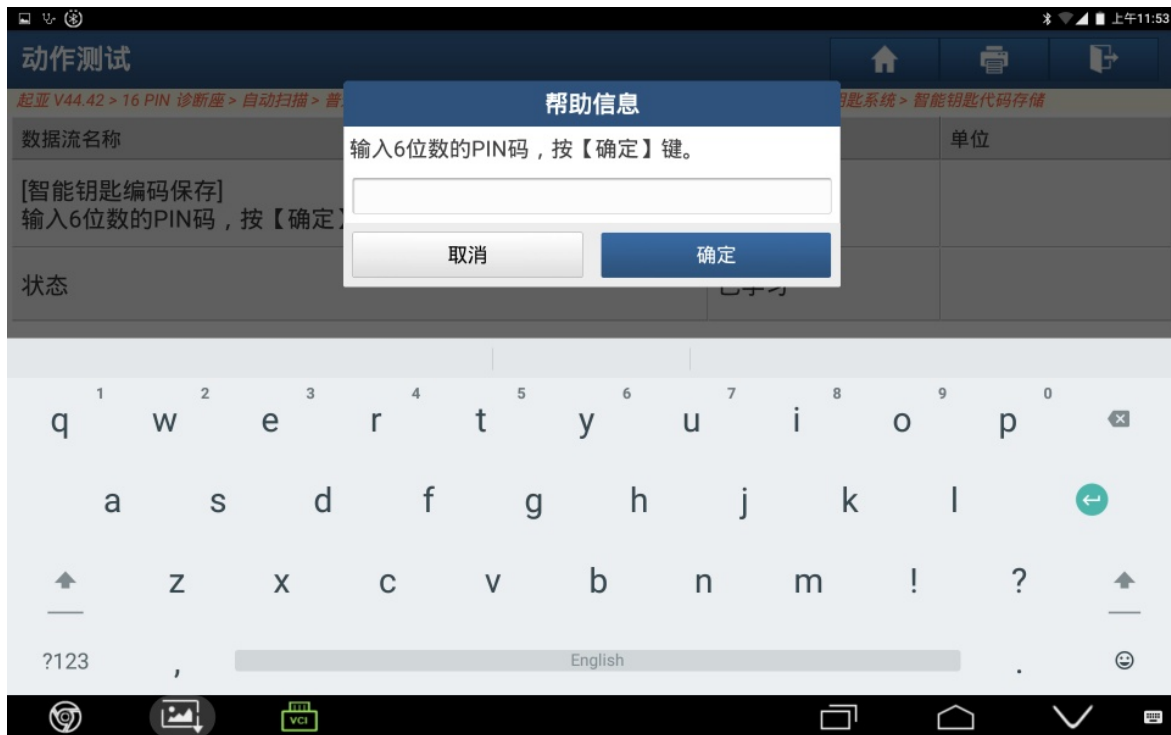 上午11:53
动作测试
起亚 V44.42 > 16 PIN 诊断座 > 自动扫描 > 普
钥匙系统 > 智能钥匙代码存储
帮助信息
数据流名称
单位
输入6位数的PIN码，按【确定】键。
[智能钥匙编码保存]
输入6位数的PIN码，按【确定】
取消
确定
状态
已学习
1 2 3 4 5 6 7 8 9 0
q w e r t y u i o p
a s d f g h j k l
z x c v b n m ! ?
?123 , English .
VCI